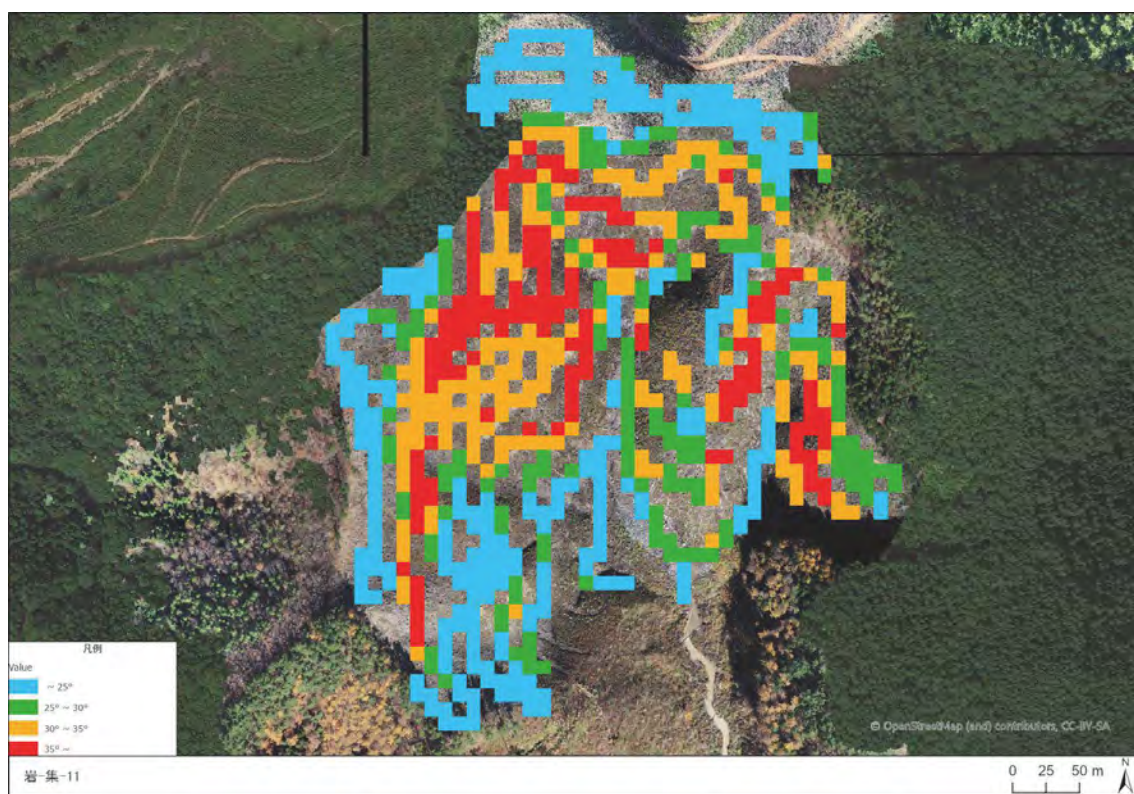 凡例
Value
~ 25°
25° ~ 30°
30° ~ 35°
35° ~
© OpenStreetMap (and) contributors, CC-BY-SA
岩-集-11
0 25 50 m
N